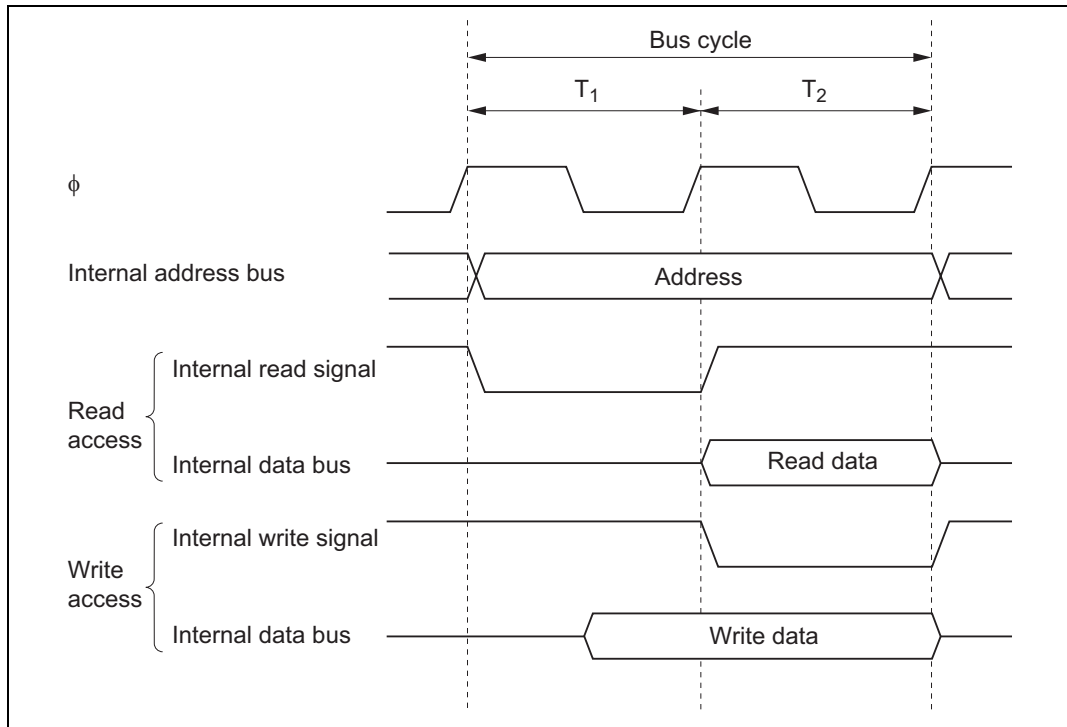 Bus cycle
T₁ T₂
ϕ
Internal address bus Address
Read access
Internal read signal
Internal data bus Read data
Write access
Internal write signal
Internal data bus Write data